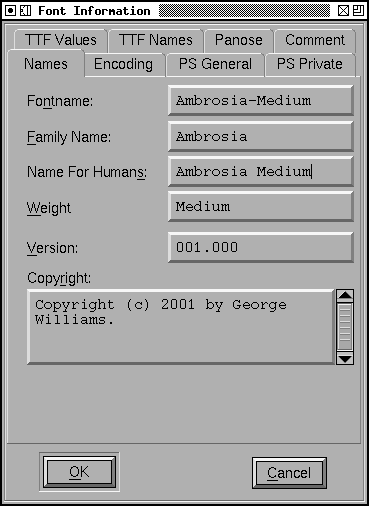 Font Information
TTF Values TTF Names Panose Comment
Names Encoding PS General PS Private
Fontname: Ambrosia-Medium
Family Name: Ambrosia
Name For Humans: Ambrosia Medium
Weight Medium
Version: 001.000
Copyright:
Copyright (c) 2001 by George
Williams.
OK Cancel